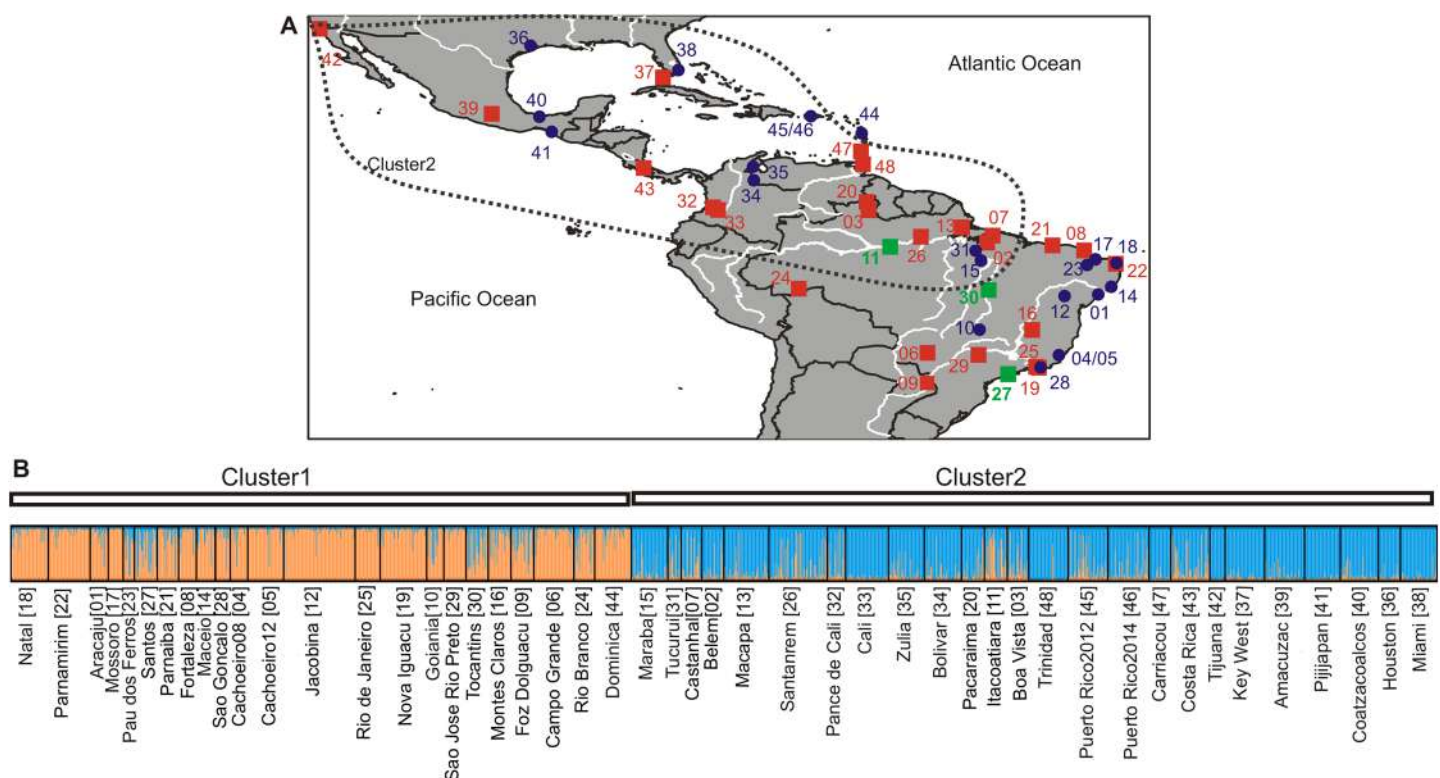 A
36
38
Atlantic Ocean
42
37
39
40
45/46
44
41
47
Cluster2
35
48
43
34
20
32
33
03
13
07
21
08
17
18
31
02
26
11
15
23
22
Pacific Ocean
24
30
14
12
01
16
10
25
04/05
06
29
09
28
27
19
B
Cluster1
Cluster2
Natal [18]
Parnamirim [22]
Aracaju[01]
Mossoro [17]
Pau dos Ferros[23]
Santos [27]
Parnaiba [21]
Fortaleza [08]
Maceio[14]
Sao Goncalo [28]
Cachoeiro08 [04]
Cachoeiro12 [05]
Jacobina [12]
Rio de Janeiro [25]
Nova Iguacu [19]
Goiania[10]
Sao Jose Rio Preto [29]
Tocantins [30]
Montes Claros [16]
Foz DoIguacu [09]
Campo Grande [06]
Rio Branco [24]
Dominica [44]
Maraba [15]
Tucurui[31]
Castanhal[07]
Belem[02]
Macapa [13]
Santanrem [26]
Pance de Cali [32]
Cali [33]
Zulia [35]
Bolivar [34]
Pacaraima [20]
Itacoatiara [11]
Boa Vista [03]
Trinidad [48]
Puerto Rico2012 [45]
Puerto Rico2014 [46]
Carriacou [47]
Costa Rica [43]
Tijuana [42]
Key West [37]
Amacuzac [39]
Pijijapan [41]
Coatzacoalcos [40]
Houston [36]
Miami [38]